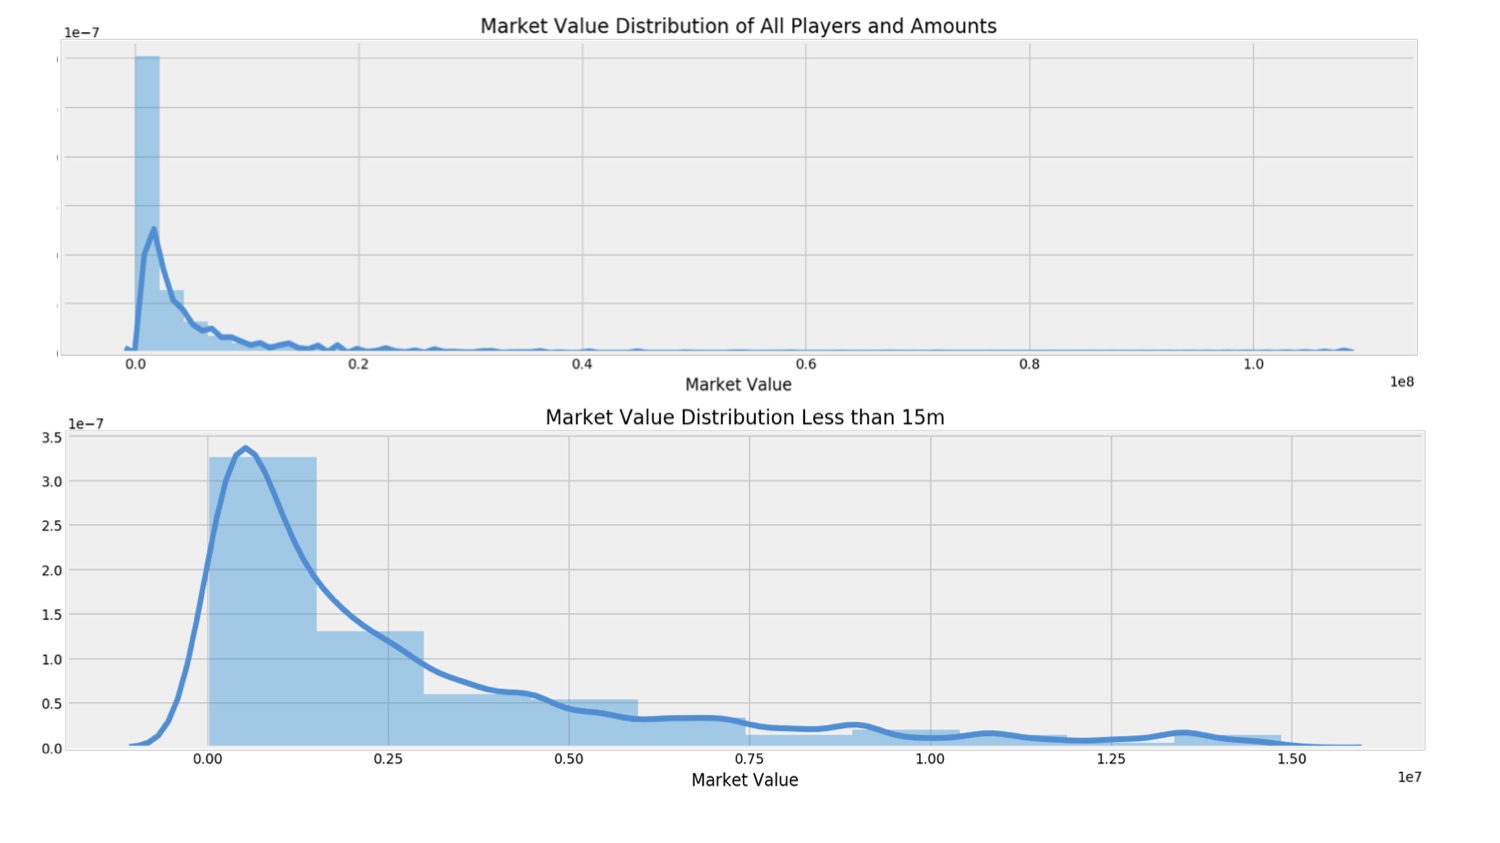 Market Value Distribution of All Players and Amounts
1e−7
0.0 0.2 0.4 0.6 0.8 1.0
Market Value
1e8
Market Value Distribution Less than 15m
1e−7
3.5
3.0
2.5
2.0
1.5
1.0
0.5
0.0
0.00 0.25 0.50 0.75 1.00 1.25 1.50
Market Value
1e7